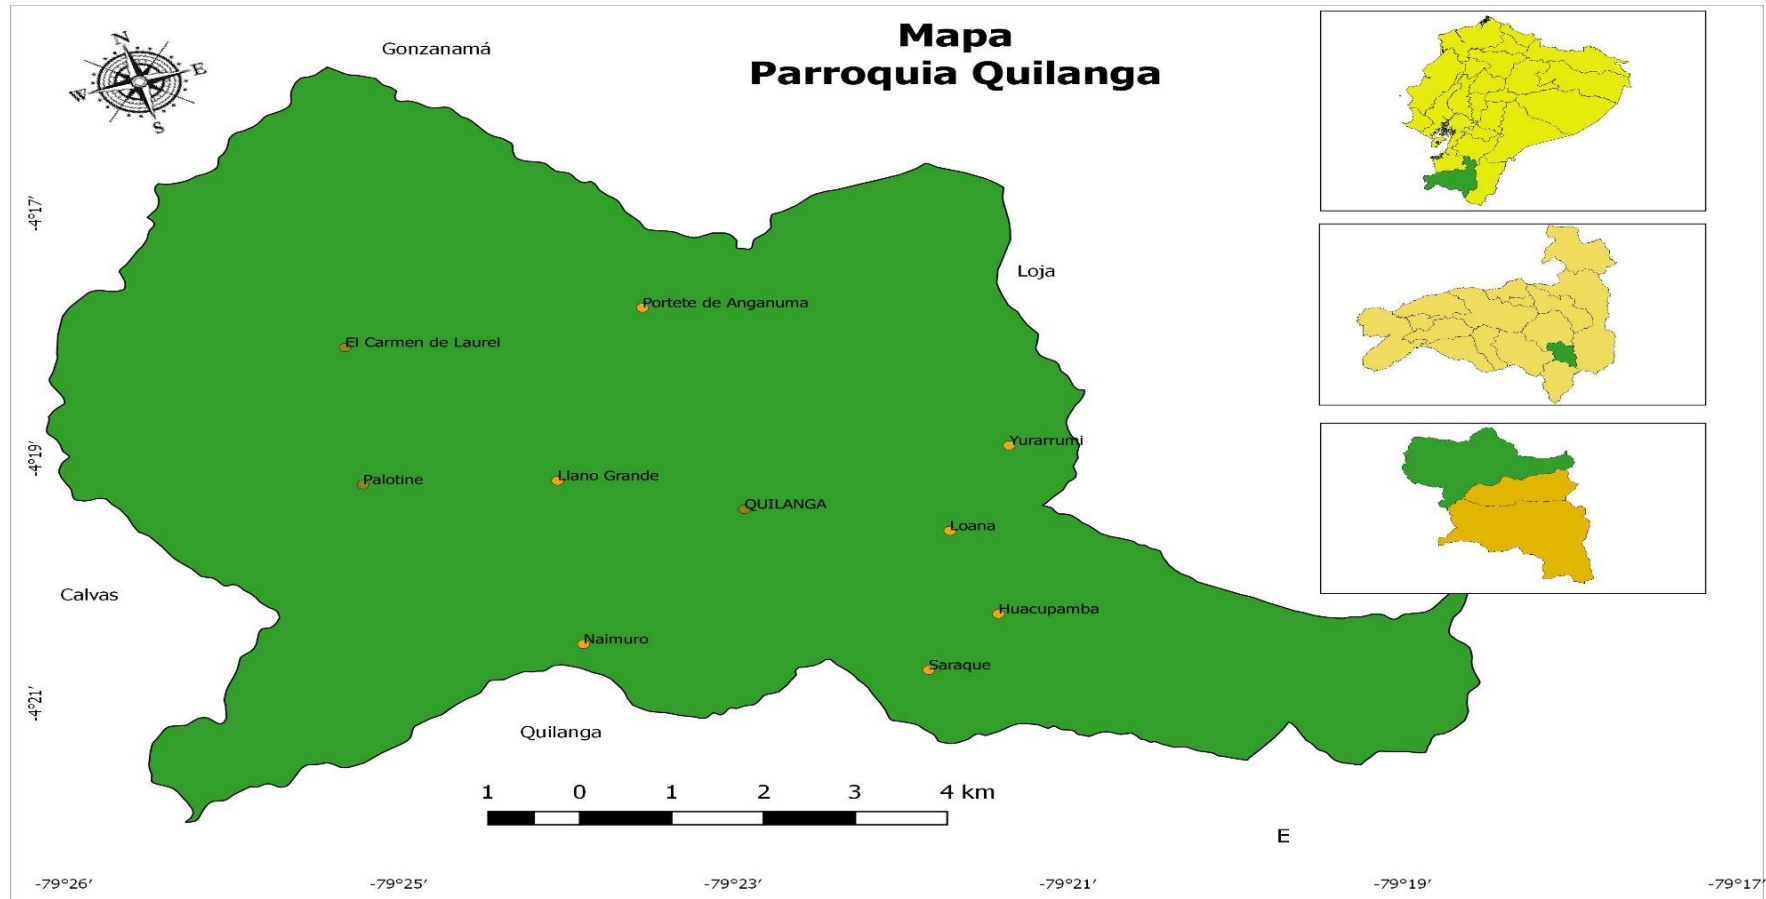 Mapa
Parroquia Quilanga
N
E
W
S
Gonzanamá
-4°17′
Loja
Portete de Anganuma
El Carmen de Laurel
Yurarrumi
-4°19′
Palotine
Llano Grande
QUILANGA
Loana
Calvas
Huacupamba
Naimuro
Saraque
-4°21′
Quilanga
1 0 1 2 3 4 km
E
-79°26′ -79°25′ -79°23′ -79°21′ -79°19′ -79°17′